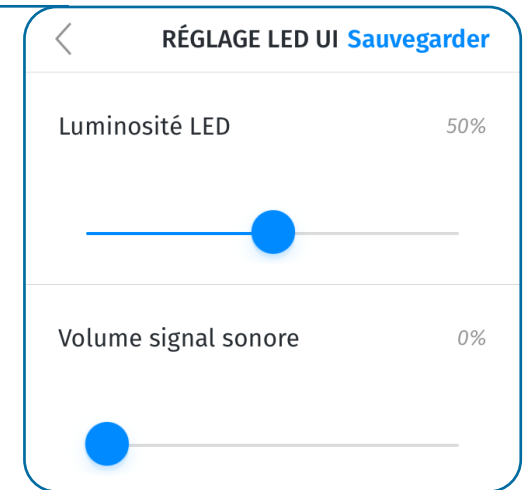 RÉGLAGE LED UI Sauvegarder
Luminosité LED 50%
Volume signal sonore 0%